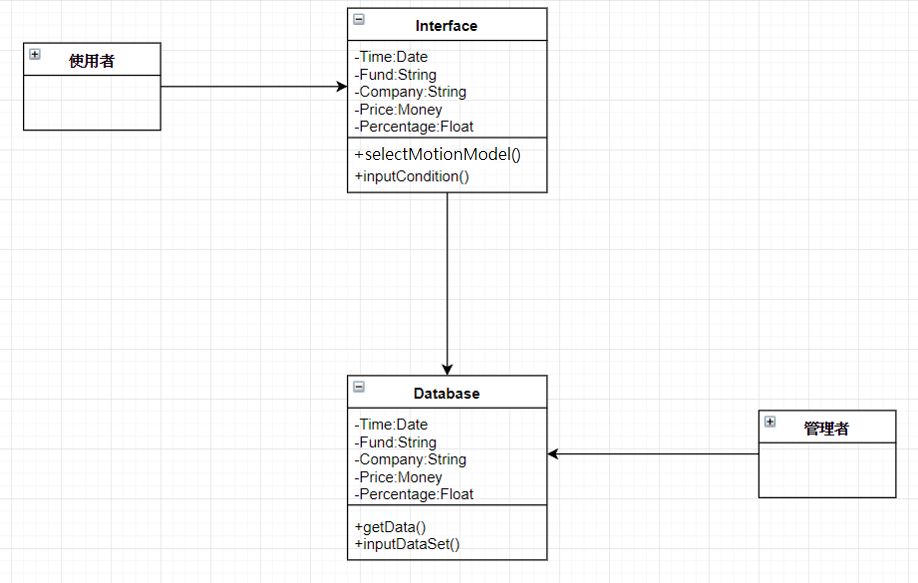 使用者
Interface
-Time:Date
-Fund:String
-Company:String
-Price:Money
-Percentage:Float
+selectMotionModel()
+inputCondition()
Database
-Time:Date
-Fund:String
-Company:String
-Price:Money
-Percentage:Float
+getData()
+inputDataSet()
管理者